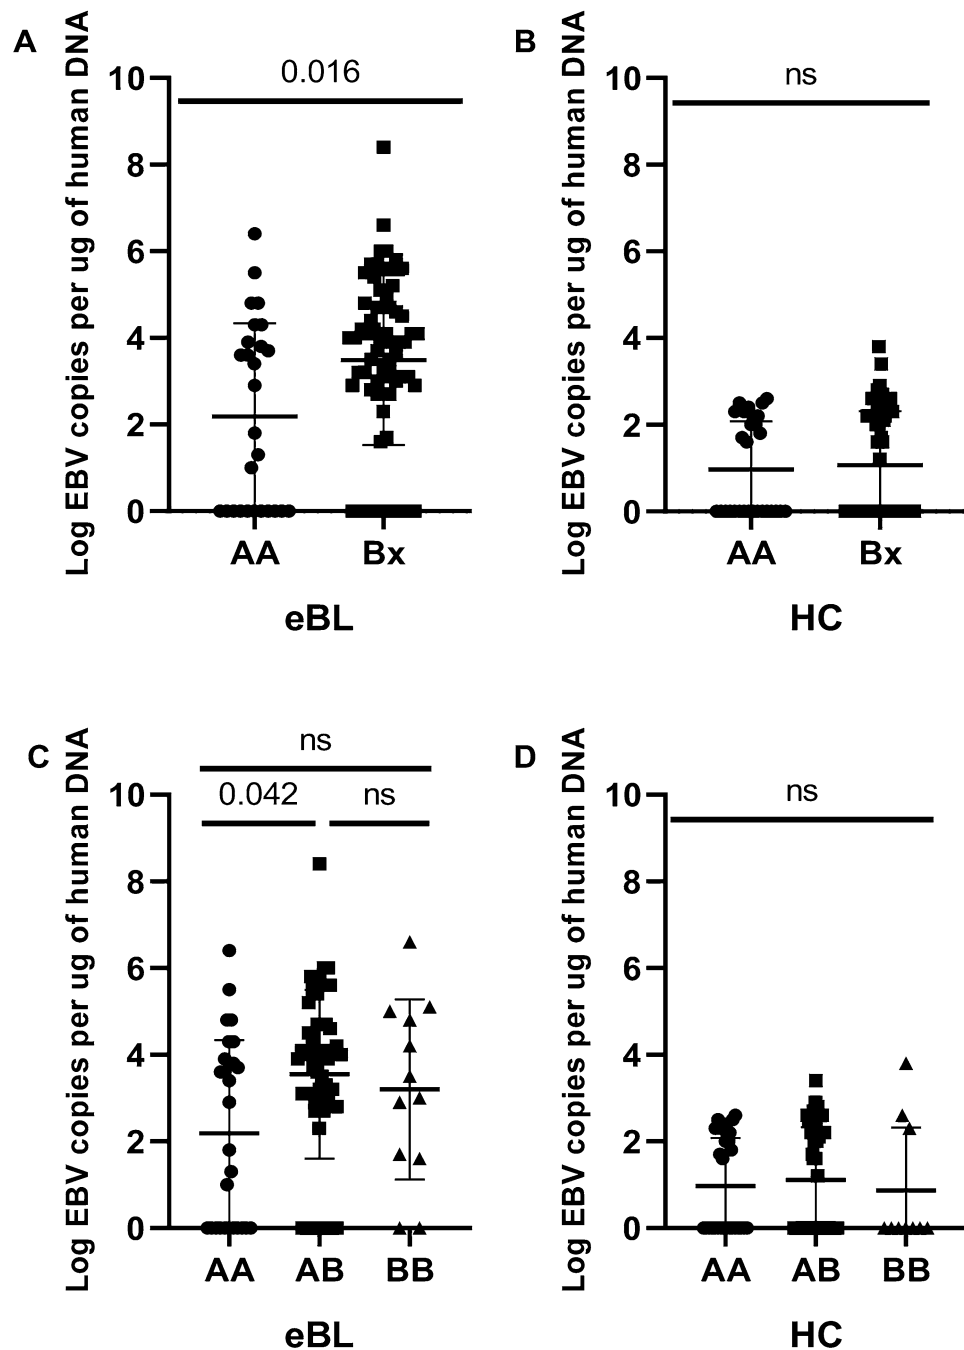 A
Log EBV copies per ug of human DNA
0.016
10
8
6
4
2
0
AA Bx
eBL
B
Log EBV copies per ug of human DNA
ns
10
8
6
4
2
0
AA Bx
HC
C
Log EBV copies per ug of human DNA
ns
0.042 ns
10
8
6
4
2
0
AA AB BB
eBL
D
Log EBV copies per ug of human DNA
ns
10
8
6
4
2
0
AA AB BB
HC